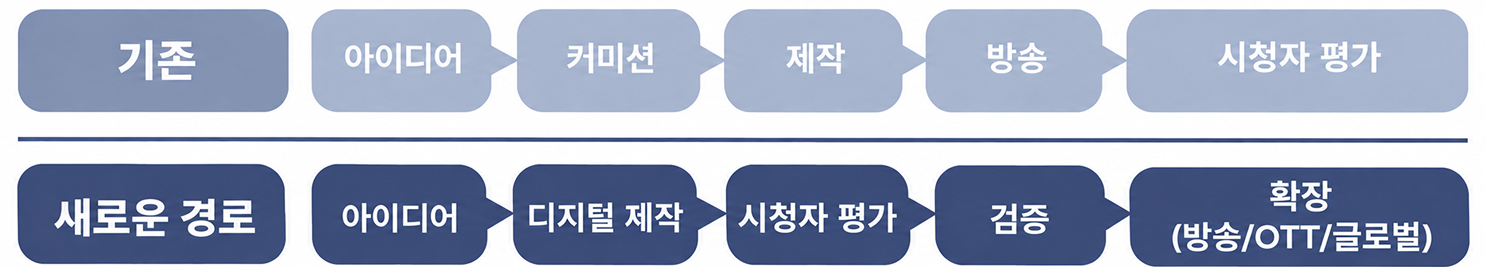 기존
아이디어
커미션
제작
방송
시청자 평가
새로운 경로
아이디어
디지털 제작
시청자 평가
검증
확장
(방송/OTT/글로벌)